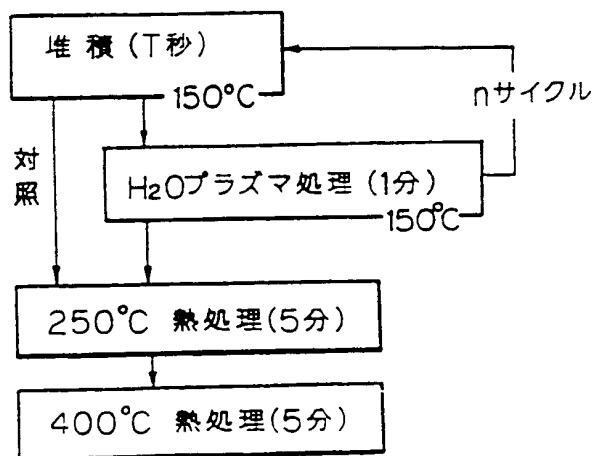 堆積(T秒)
150°C
nサイクル
対照
H₂Oプラズマ処理(1分)
150°C
250°C 熱処理(5分)
400°C 熱処理(5分)